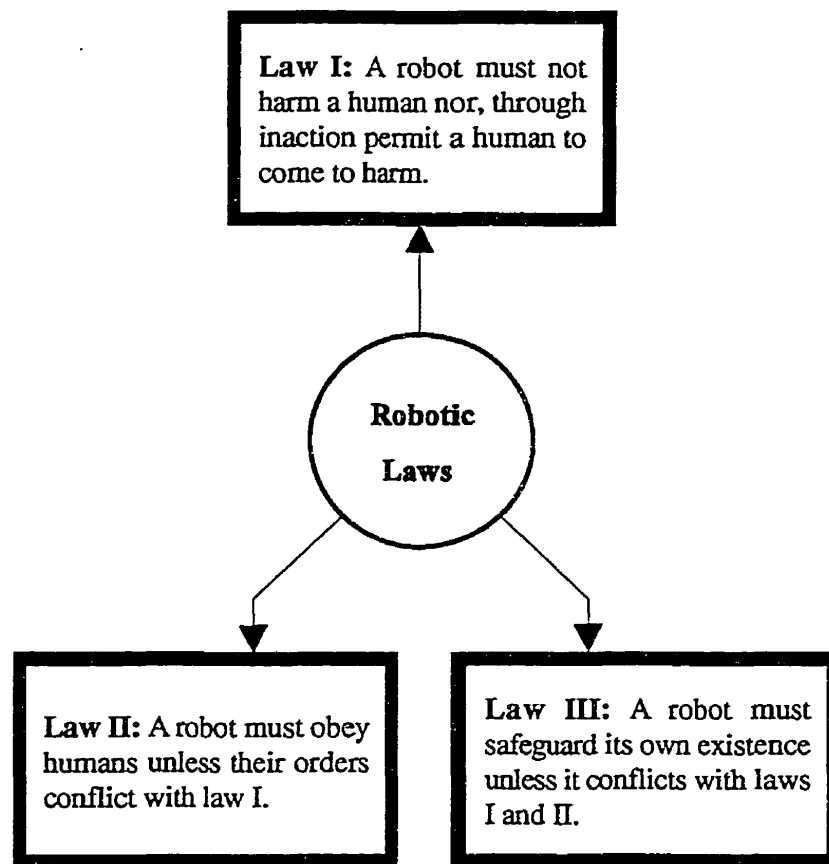 Law I: A robot must not
harm a human nor, through
inaction permit a human to
come to harm.
Robotic
Laws
Law II: A robot must obey
humans unless their orders
conflict with law I.
Law III: A robot must
safeguard its own existence
unless it conflicts with laws
I and II.